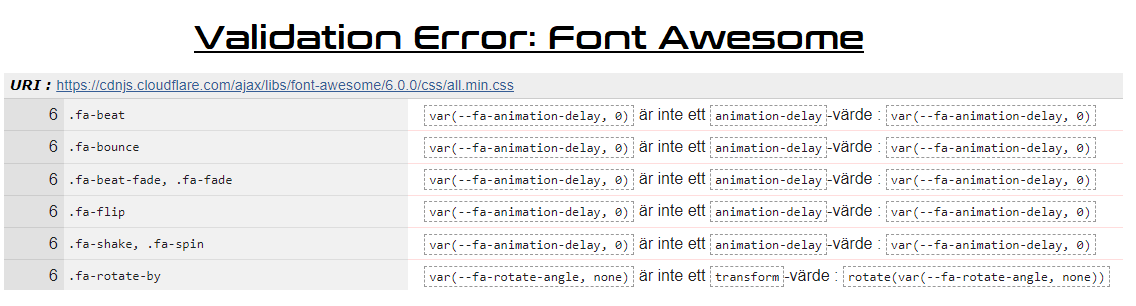 Validation Error: Font Awesome
URI : https://cdnjs.cloudflare.com/ajax/libs/font-awesome/6.0.0/css/all.min.css
6 .fa-beat var(--fa-animation-delay, 0) är inte ett animation-delay-värde : var(--fa-animation-delay, 0)
6 .fa-bounce var(--fa-animation-delay, 0) är inte ett animation-delay-värde : var(--fa-animation-delay, 0)
6 .fa-beat-fade, .fa-fade var(--fa-animation-delay, 0) är inte ett animation-delay-värde : var(--fa-animation-delay, 0)
6 .fa-flip var(--fa-animation-delay, 0) är inte ett animation-delay-värde : var(--fa-animation-delay, 0)
6 .fa-shake, .fa-spin var(--fa-animation-delay, 0) är inte ett animation-delay-värde : var(--fa-animation-delay, 0)
6 .fa-rotate-by var(--fa-rotate-angle, none) är inte ett transform-värde : rotate(var(--fa-rotate-angle, none))